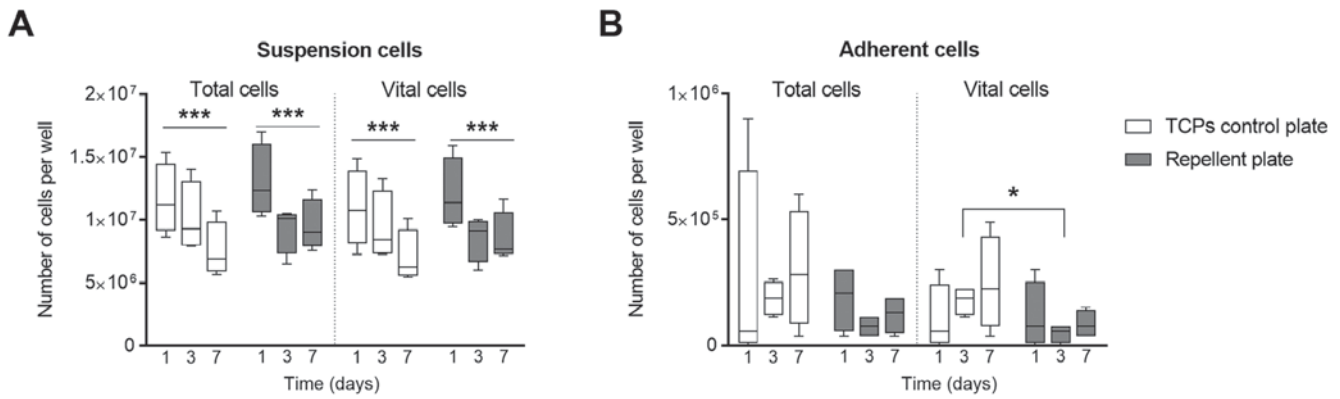 A
Suspension cells
Total cells
Vital cells
2×10⁷
1.5×10⁷
1×10⁷
5×10⁶
0
Number of cells per well
***
***
***
***
1 3 7 1 3 7 1 3 7 1 3 7
Time (days)
B
Adherent cells
Total cells
Vital cells
1×10⁶
5×10⁵
0
Number of cells per well
*
1 3 7 1 3 7 1 3 7 1 3 7
Time (days)
TCPs control plate
Repellent plate